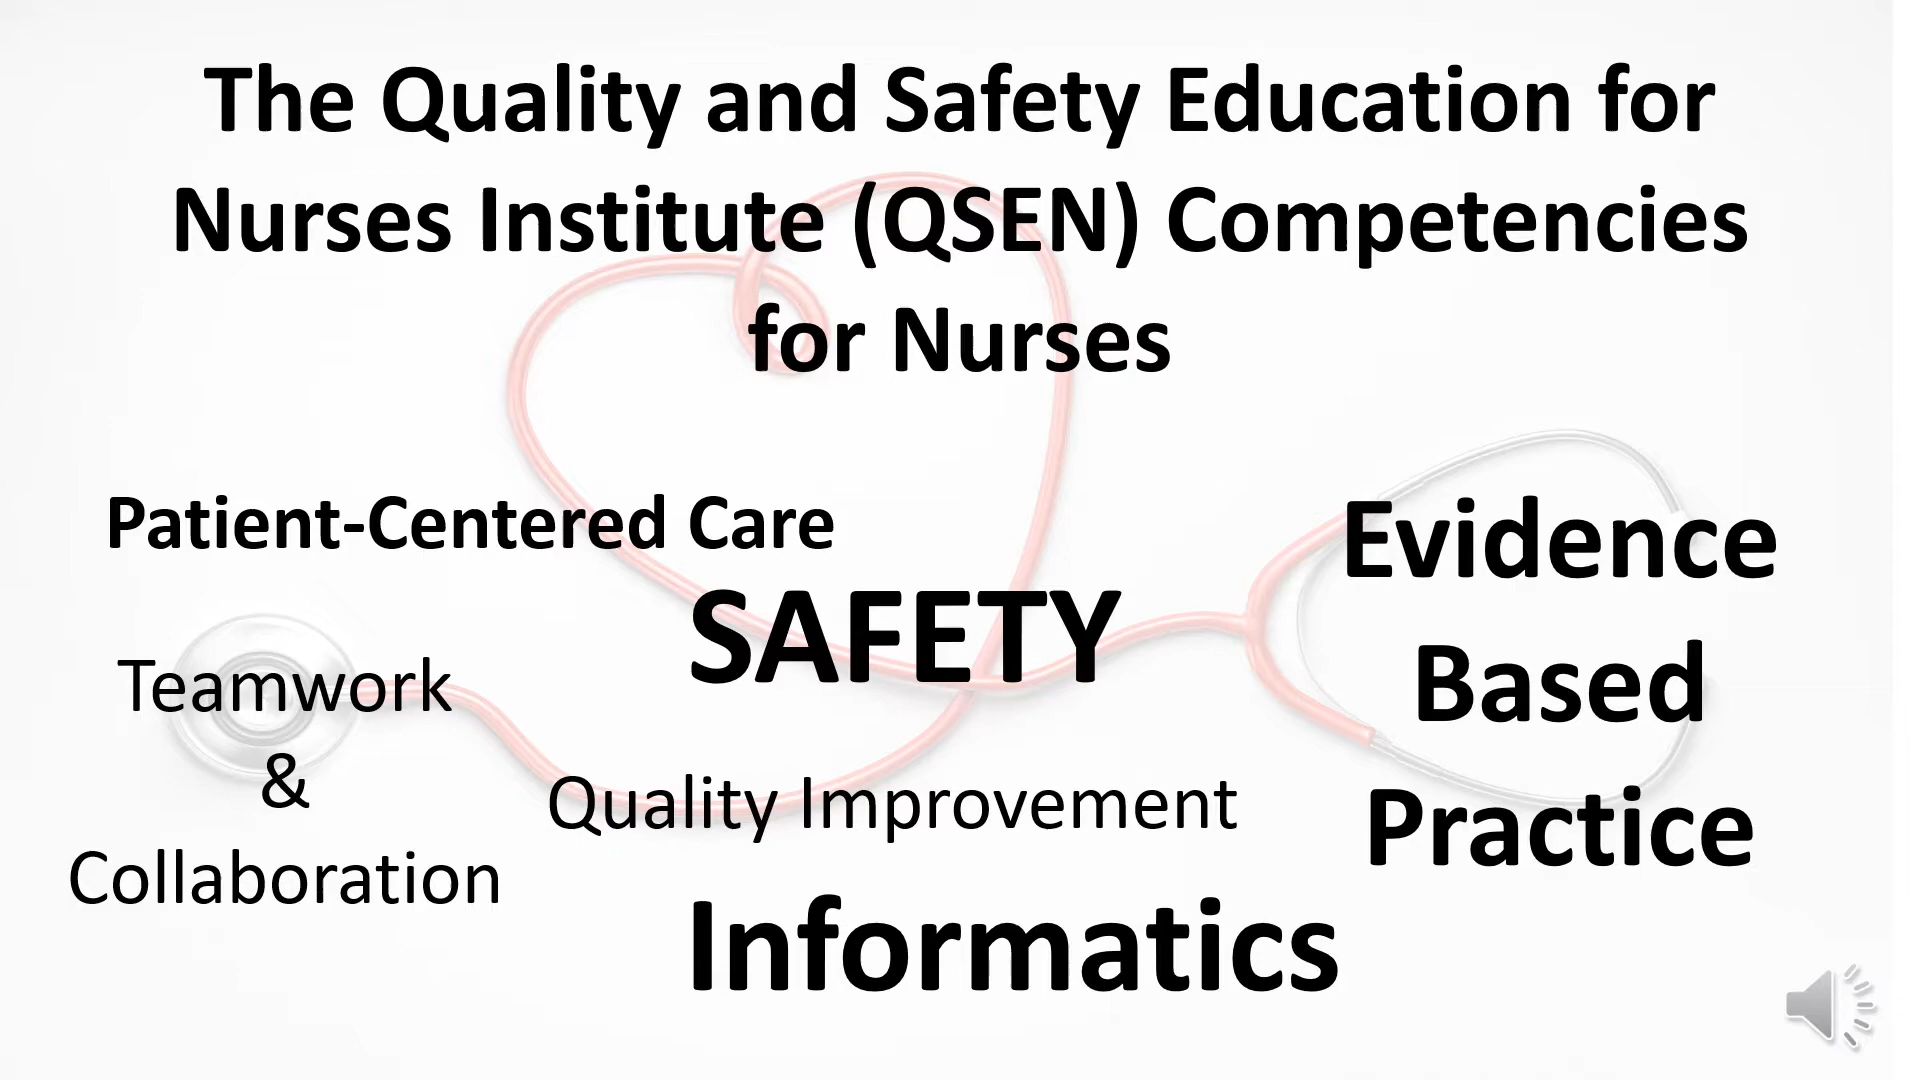 The Quality and Safety Education for
Nurses Institute (QSEN) Competencies
for Nurses
Patient-Centered Care
SAFETY
Evidence
Based
Practice
Teamwork
&
Collaboration
Quality Improvement
Informatics